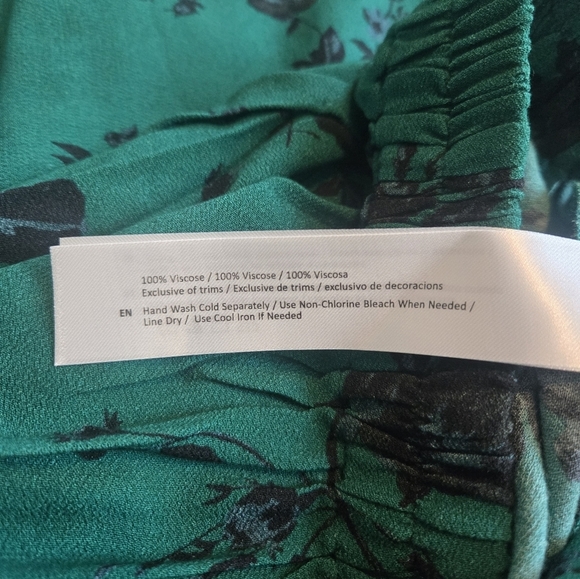 100% Viscose / 100% Viscose / 100% Viscosa
Exclusive of trims / Exclusive de trims / exclusivo de decoracions
EN Hand Wash Cold Separately / Use Non-Chlorine Bleach When Needed /
Line Dry / Use Cool Iron If Needed